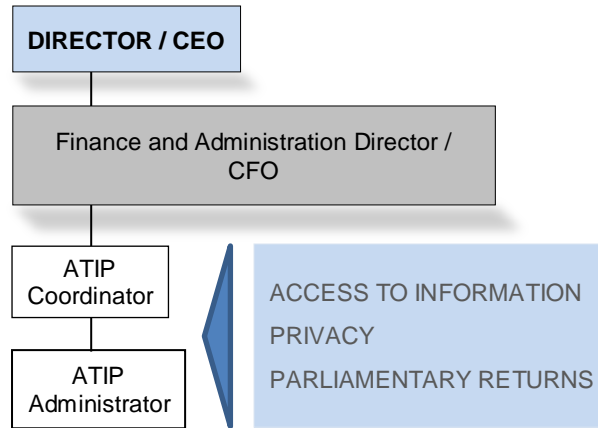 DIRECTOR / CEO
Finance and Administration Director /
CFO
ATIP
Coordinator
ATIP
Administrator
ACCESS TO INFORMATION
PRIVACY
PARLIAMENTARY RETURNS